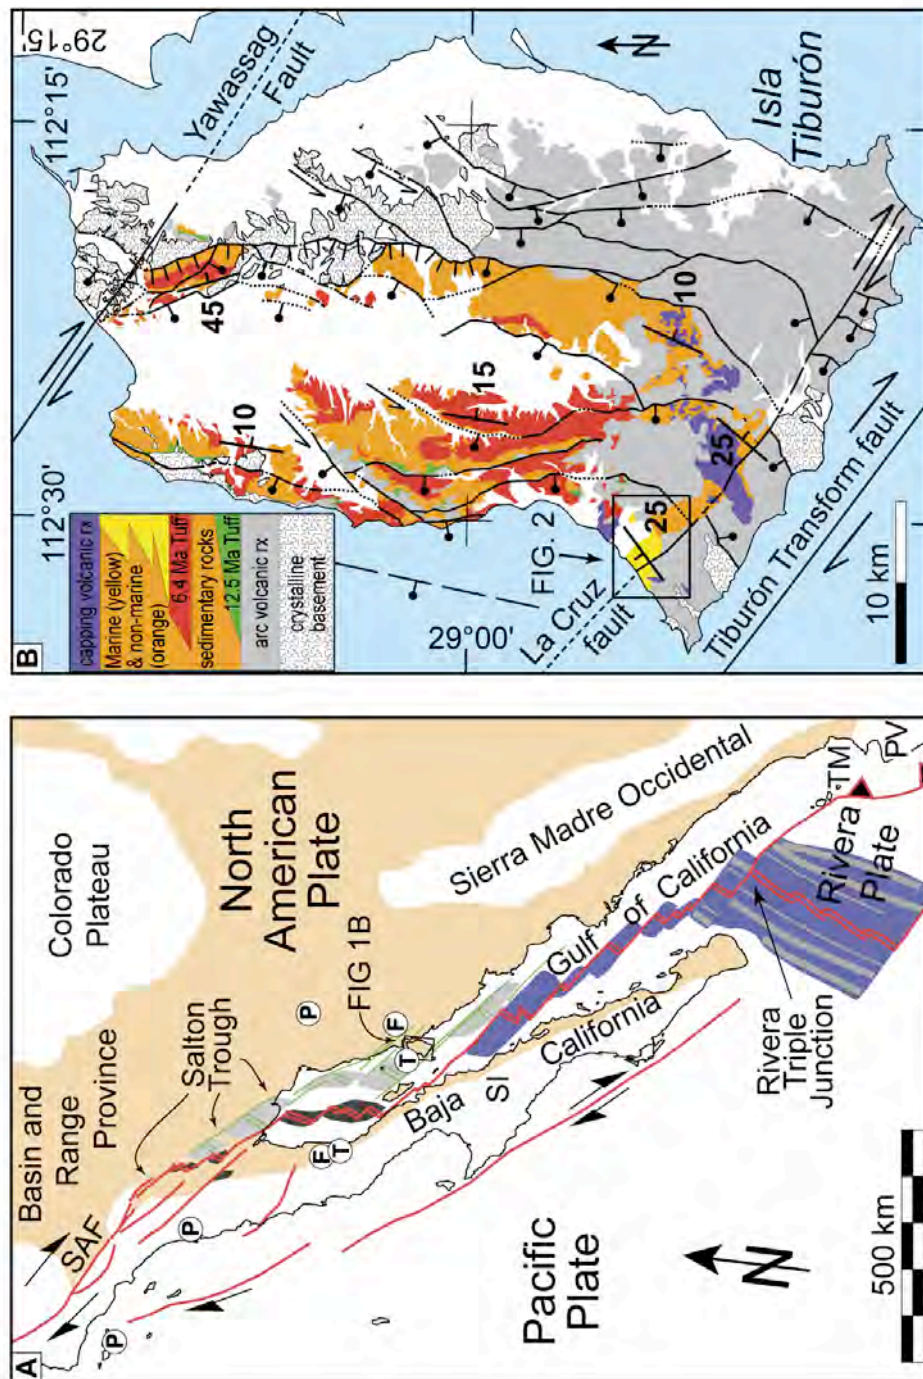 A
Basin and
Range
Province
Colorado
Plateau
Salton
Trough
SAF
North
American
Plate
P
P
P
F
T
F
T
FIG 1B
Sierra Madre Occidental
Gulf of California
Baja California
SI
Pacific
Plate
N
Rivera
Triple
Junction
Rivera
Plate
TM
PV
500 km
B
112°30'
112°15'
29°15'
29°00'
capping volcanic rx
Marine (yellow)
& non-marine
(orange)
6.4 Ma Tuff
sedimentary rocks
12.5 Ma Tuff
arc volcanic rx
crystalline
basement
Yawassag
Fault
45
10
15
10
25
25
FIG. 2
La Cruz
fault
Tiburón Transform fault
Isla
Tiburón
N
10 km